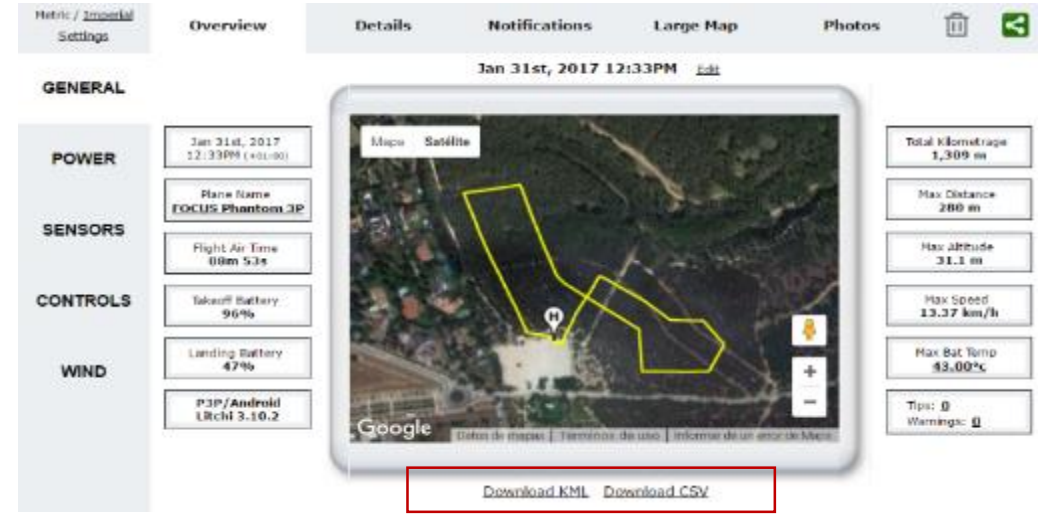 Metric / Imperial
Settings
Overview
Details
Notifications
Large Map
Photos
Jan 31st, 2017 12:33PM Edit
GENERAL
POWER
SENSORS
CONTROLS
WIND
Jan 31st, 2017
12:33PM (+01:00)
Plane Name
FOCUS Phantom 3P
Flight Air Time
08m 53s
Takeoff Battery
96%
Landing Battery
47%
P3P/Android
Litchi 3.10.2
Mapa Satélite
H
+
−
Google
Datos de mapas Términos de uso Informar de un error de Maps
Total Kilometrage
1,309 m
Max Distance
280 m
Max Altitude
31.1 m
Max Speed
13.37 km/h
Max Bat Temp
43.00°c
Tips: 0
Warnings: 0
Download KML Download CSV